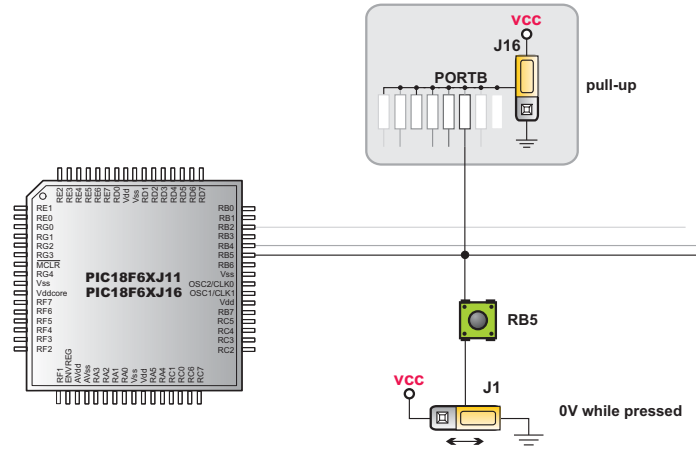 VCC
J16
PORTB
pull-up
RE2
RE3
RE4
RE5
RE6
RE7
RD0
Vdd
Vss
RD1
RD2
RD3
RD4
RD5
RD6
RD7
RE1
RE0
RG0
RG1
RG2
RG3
MCLR
RG4
Vss
Vddcore
RF7
RF6
RF5
RF4
RF3
RF2
PIC18F6XJ11
PIC18F6XJ16
RB0
RB1
RB2
RB3
RB4
RB5
RB6
Vss
OSC2/CLK0
OSC1/CLK1
Vdd
RB7
RC5
RC4
RC3
RC2
RF1
ENVREG
AVdd
AVss
RA3
RA2
RA1
RA0
Vss
Vdd
RA5
RA4
RC1
RC0
RC6
RC7
RB5
VCC
J1
0V while pressed